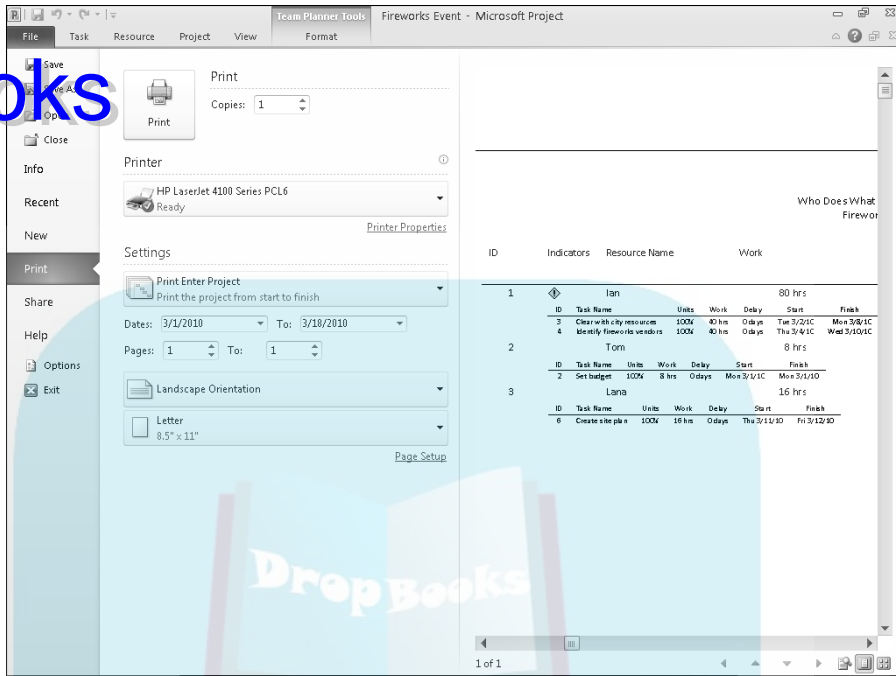 Team Planner Tools
Fireworks Event - Microsoft Project
File Task Resource Project View Format
Save
Save As
Open
Close
Info
Recent
New
Print
Share
Help
Options
Exit
oks
Print
Print
Copies: 1
Printer
HP LaserJet 4100 Series PCL6
Ready
Printer Properties
Settings
Print Enter Project
Print the project from start to finish
Dates: 3/1/2010 To: 3/18/2010
Pages: 1 To: 1
Landscape Orientation
Letter
8.5" x 11"
Page Setup
Who Does What
Firewor
ID Indicators Resource Name Work
1 Ian 80 hrs
ID Task Name Units Work Delay Start Finish
3 Clear with city resources 100% 40 hrs 0 days Tue 3/2/10 Mon 3/8/10
4 Identify fireworks vendors 100% 40 hrs 0 days Thu 3/4/10 Wed 3/10/10
2 Tom 8 hrs
ID Task Name Units Work Delay Start Finish
2 Set budget 100% 8 hrs 0 days Mon 3/1/10 Mon 3/1/10
3 Lana 16 hrs
ID Task Name Units Work Delay Start Finish
6 Create site plan 100% 16 hrs 0 days Thu 3/11/10 Fri 3/12/10
1 of 1
DropBooks